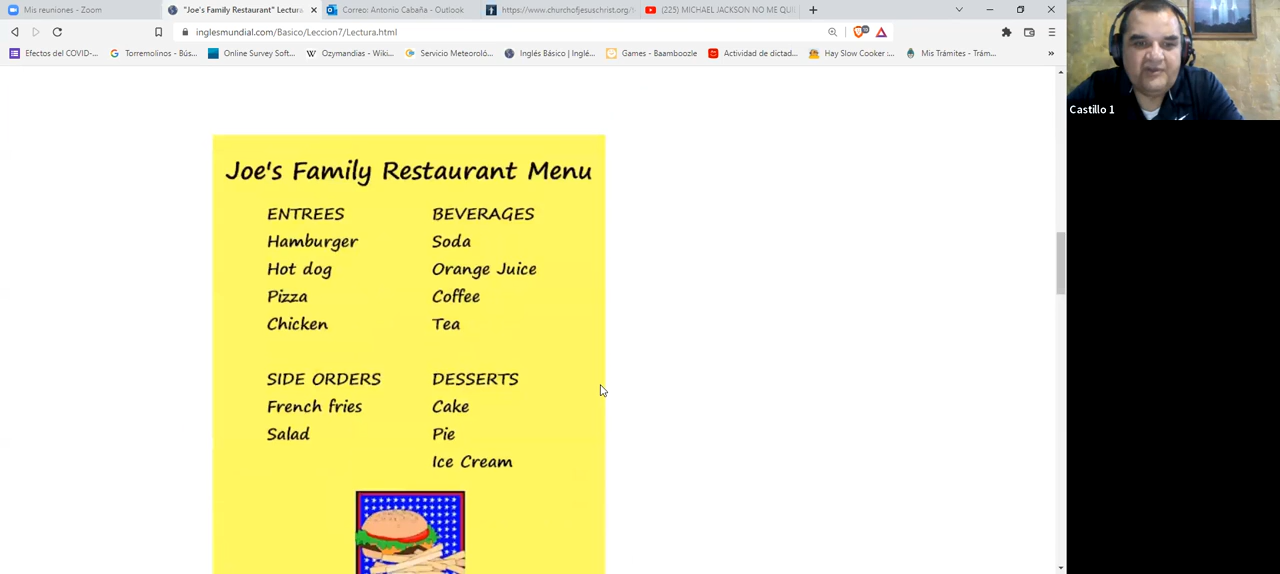 Mis reuniones - Zoom
"Joe's Family Restaurant" Lectura
Correo: Antonio Cabaña - Outlook
https://www.churchofjesuschrist.org/
(225) MICHAEL JACKSON NO ME QUI
inglesmundial.com/Basico/Leccion7/Lectura.html
Efectos del COVID-...
Torremolinos - Bús...
Online Survey Soft...
Ozymandias - Wiki...
Servicio Meteoroló...
Inglés Básico | Inglé...
Games - Baamboozle
Actividad de dictad...
Hay Slow Cooker :...
Mis Trámites - Trám...
Castillo 1
Joe's Family Restaurant Menu
ENTREES
Hamburger
Hot dog
Pizza
Chicken
BEVERAGES
Soda
Orange Juice
Coffee
Tea
SIDE ORDERS
French fries
Salad
DESSERTS
Cake
Pie
Ice Cream